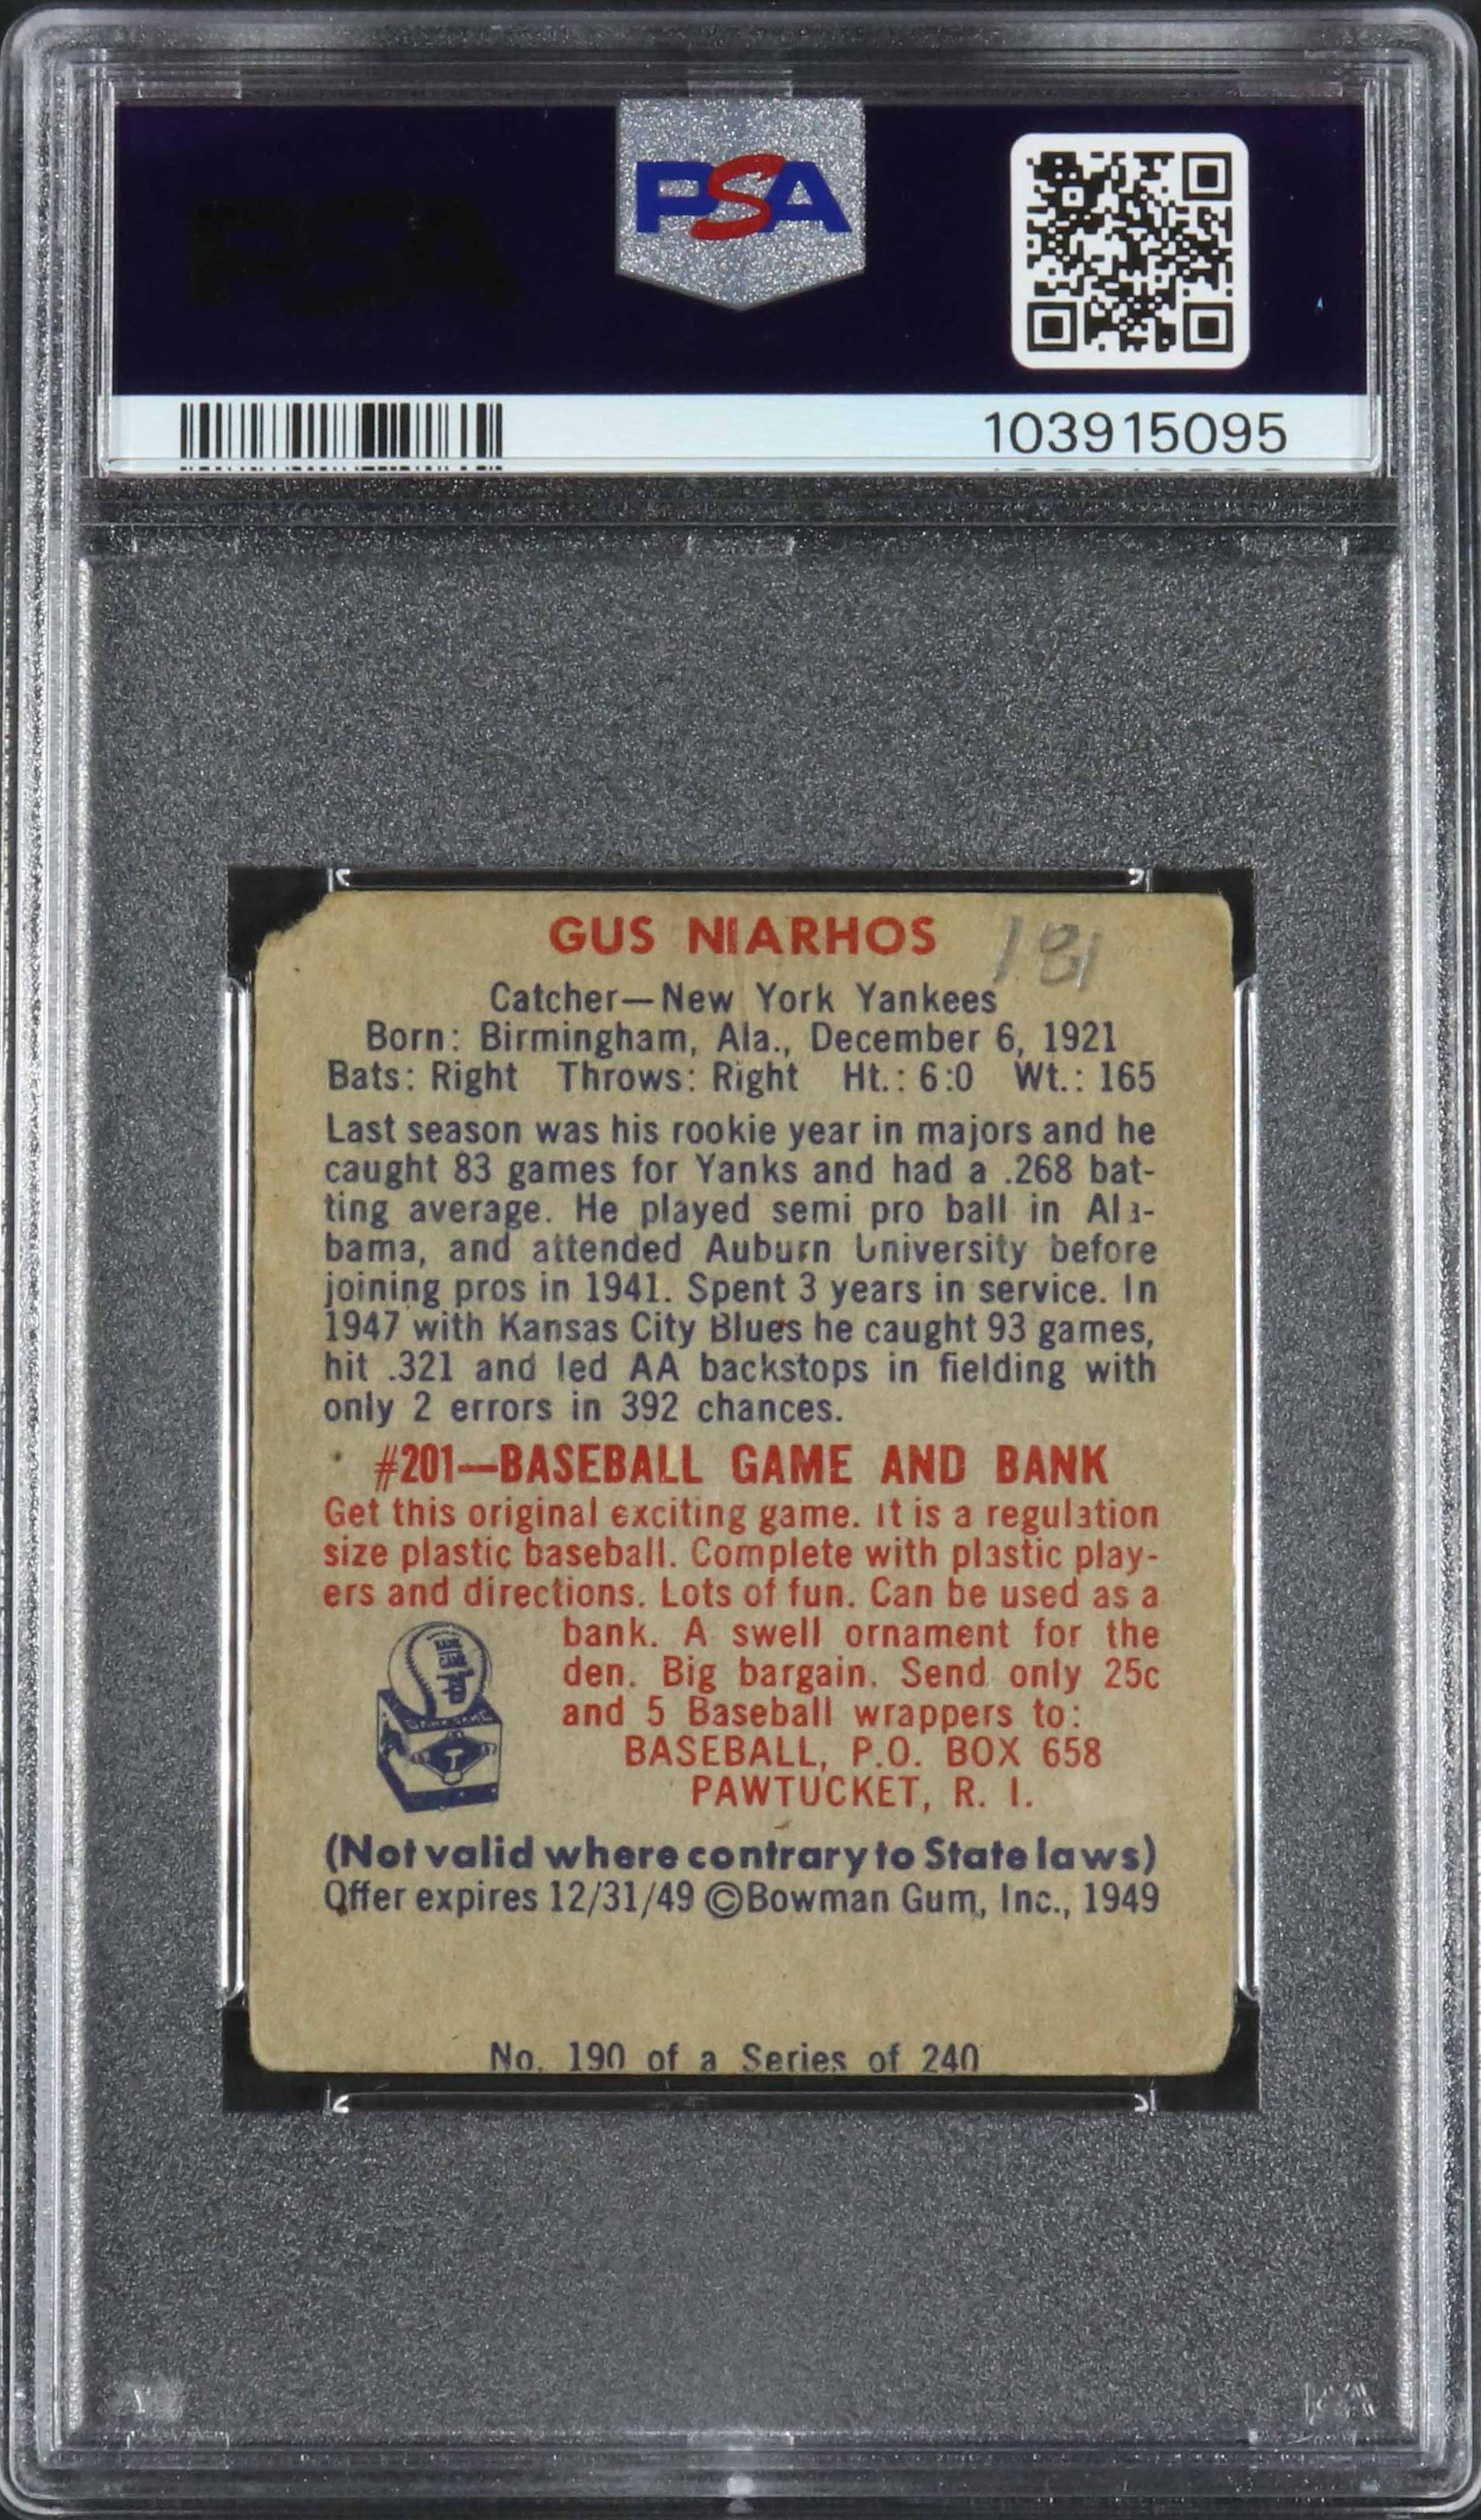 PSA
103915095
GUS NIARHOS
181
Catcher—New York Yankees
Born: Birmingham, Ala., December 6, 1921
Bats: Right Throws: Right Ht.: 6:0 Wt.: 165
Last season was his rookie year in majors and he
caught 83 games for Yanks and had a .268 bat-
ting average. He played semi pro ball in Ala-
bama, and attended Auburn University before
joining pros in 1941. Spent 3 years in service. In
1947 with Kansas City Blues he caught 93 games,
hit .321 and led AA backstops in fielding with
only 2 errors in 392 chances.
#201—BASEBALL GAME AND BANK
Get this original exciting game. It is a regulation
size plastic baseball. Complete with plastic play-
ers and directions. Lots of fun. Can be used as a
bank. A swell ornament for the
den. Big bargain. Send only 25c
and 5 Baseball wrappers to:
BASEBALL, P.O. BOX 658
PAWTUCKET, R. I.
(Not valid where contrary to State laws)
Offer expires 12/31/49 ©Bowman Gum, Inc., 1949
No. 190 of a Series of 240